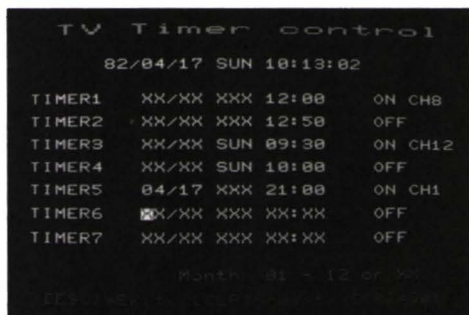 TV Timer control
82/04/17 SUN 10:13:02
TIMER1 XX/XX XXX 12:00 ON CH8
TIMER2 XX/XX XXX 12:50 OFF
TIMER3 XX/XX SUN 09:30 ON CH12
TIMER4 XX/XX SUN 10:00 OFF
TIMER5 04/17 XXX 21:00 ON CH1
TIMER6 XX/XX XXX XX:XX OFF
TIMER7 XX/XX XXX XX:XX OFF
Month: 01 - 12 or XX